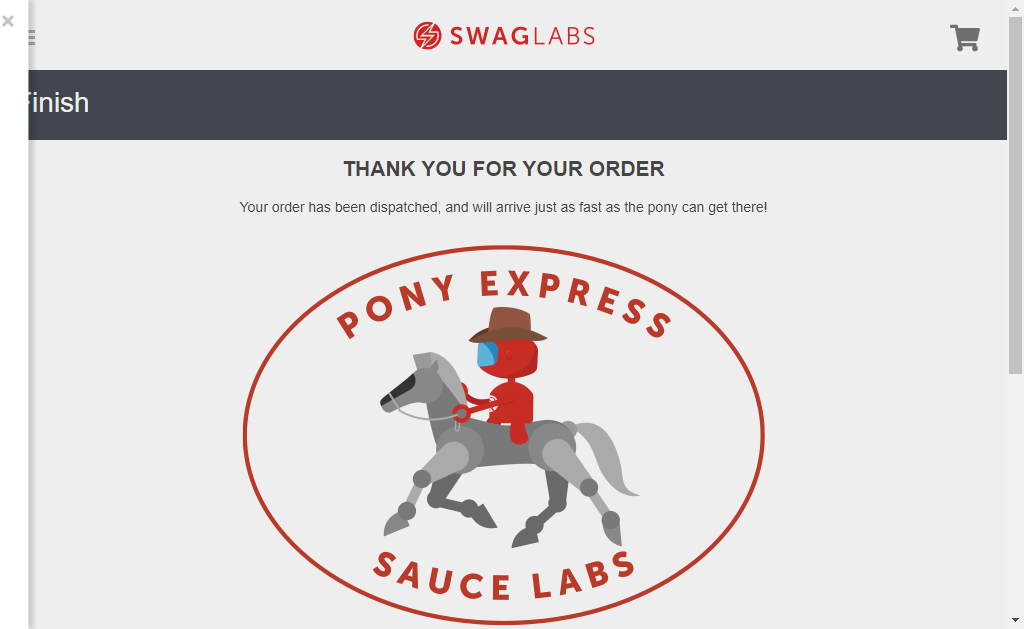 SWAGLABS
Finish
THANK YOU FOR YOUR ORDER
Your order has been dispatched, and will arrive just as fast as the pony can get there!
PONY EXPRESS
SAUCE LABS